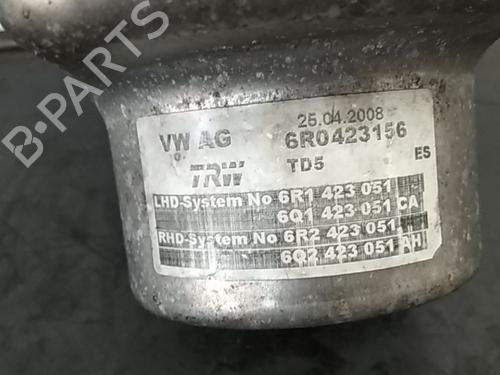 25.04.2008
VW AG 6R0423156
TRW TD5 ES
LHD-System No 6R1 423 051
6Q1 423 051 CA
RHD-System No 6R2 423 051
6Q2 423 051 AH
B-PARTS